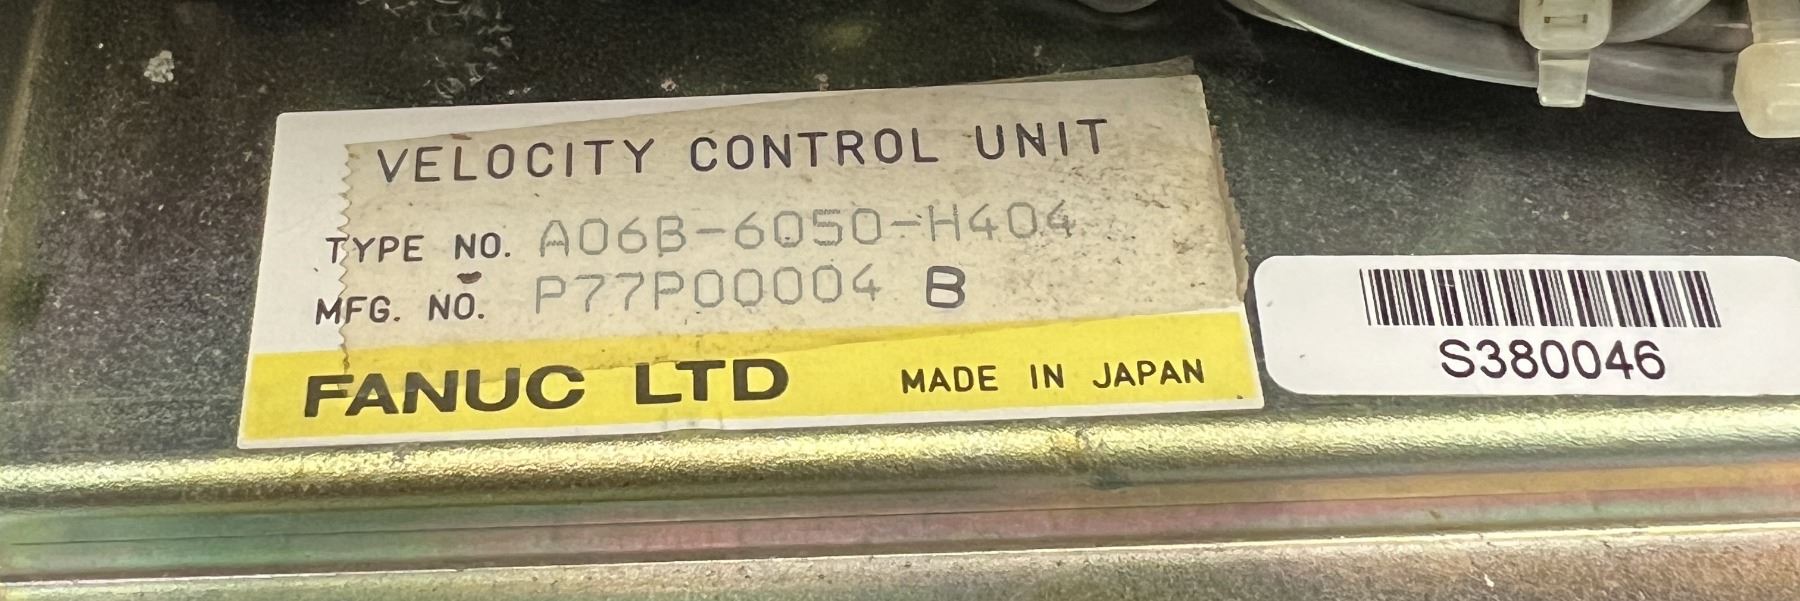 VELOCITY CONTROL UNIT
TYPE NO. A06B-6050-H404
MFG. NO. P77P00004 B
FANUC LTD MADE IN JAPAN
S380046